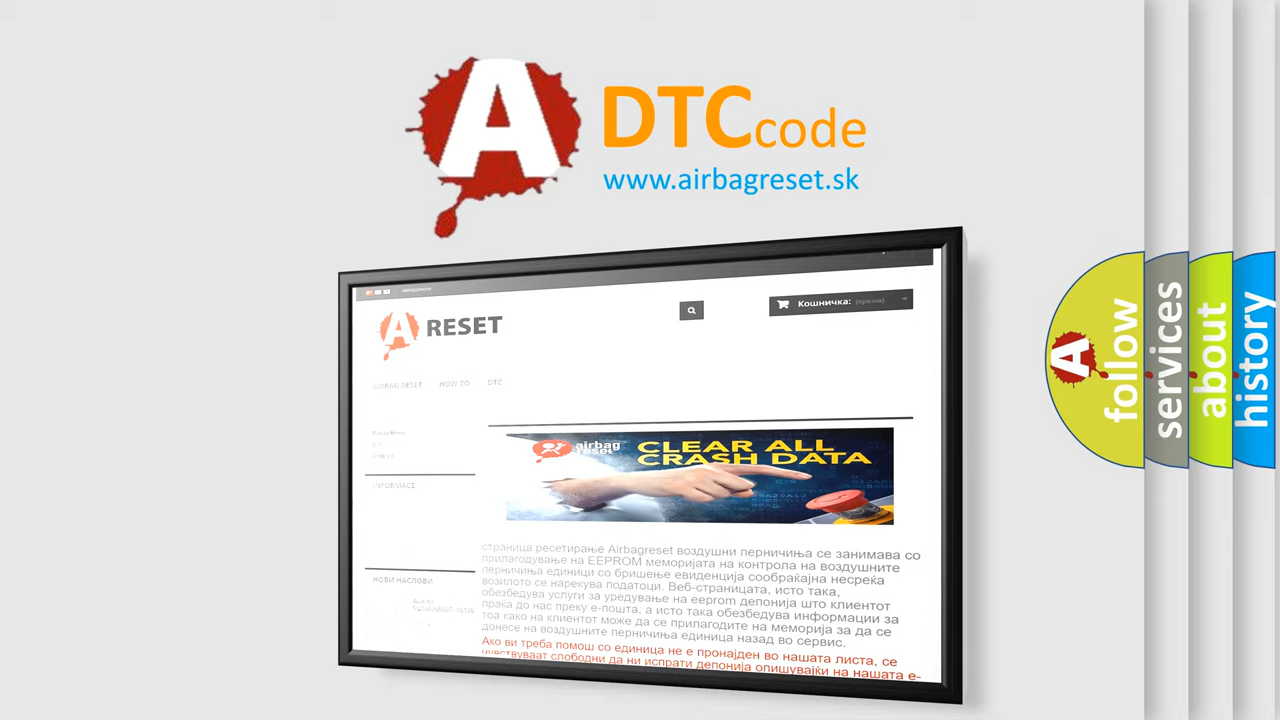 A DTCcode
www.airbagreset.sk
A RESET
Кошничка: (празна)
AIRBAG RESET HOW TO DTC
INFORMACE
НОВИ НАСЛОВИ
airbag
reset
CLEAR ALL
CRASH DATA
страница ресетирање Airbagreset воздушни перничиња се занимава со
прилагодување на EEPROM меморијата на контрола на воздушните
перничиња единици со бришење евиденција сообраќајна несреќа
возилото се нарекува податоци. Веб-страницата, исто така,
обезбедува услуги за уредување на eeprom депонија што клиентот
праќа до нас преку е-пошта, а исто така обезбедува информации за
тоа како на клиентот може да се прилагодите на меморија за да се
донесе на воздушните перничиња единица назад во сервис.
Ако ви треба помош со единица не е пронајден во нашата листа, се
чувствуваат слободни да ни испрати депонија опишувајќи на нашата е-
A follow
services
about
history